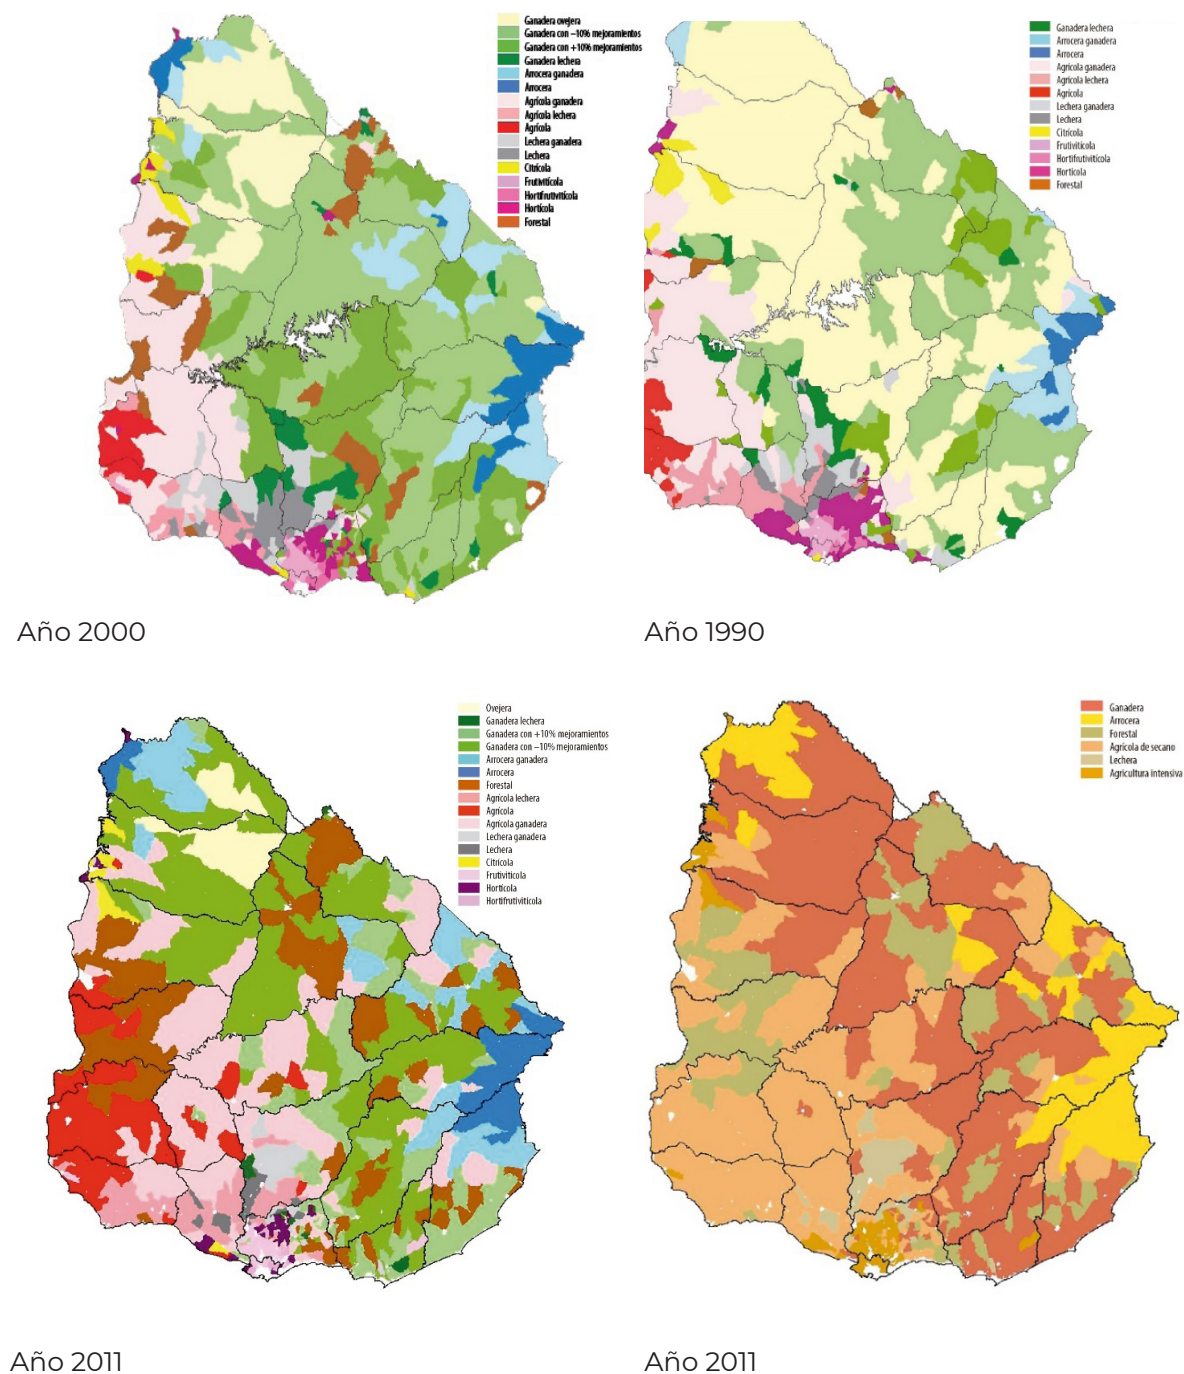 Ganadera ovejera
Ganadera con –10% mejoramientos
Ganadera con +10% mejoramientos
Ganadera lechera
Arrocera ganadera
Arrocera
Agrícola ganadera
Agrícola lechera
Agrícola
Lechera ganadera
Lechera
Citrícola
Frutivitícola
Hortifrutivitícola
Hortícola
Forestal
Ganadera lechera
Arrocera ganadera
Arrocera
Agrícola ganadera
Agrícola lechera
Agrícola
Lechera ganadera
Lechera
Citrícola
Frutivitícola
Hortifrutivitícola
Hortícola
Forestal
Año 2000
Año 1990
Ovejera
Ganadera lechera
Ganadera con +10% mejoramientos
Ganadera con –10% mejoramientos
Arrocera ganadera
Arrocera
Forestal
Agrícola lechera
Agrícola
Agrícola ganadera
Lechera ganadera
Lechera
Citrícola
Frutivitícola
Hortícola
Hortifrutivitícola
Ganadera
Arrocera
Forestal
Agrícola de secano
Lechera
Agricultura intensiva
Año 2011
Año 2011